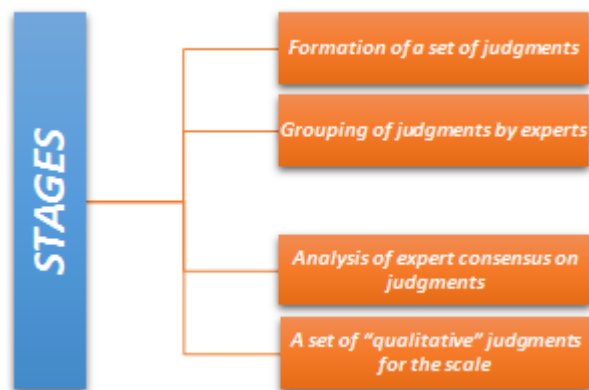 STAGES
Formation of a set of judgments
Grouping of judgments by experts
Analysis of expert consensus on
judgments
A set of “qualitative” judgments
for the scale